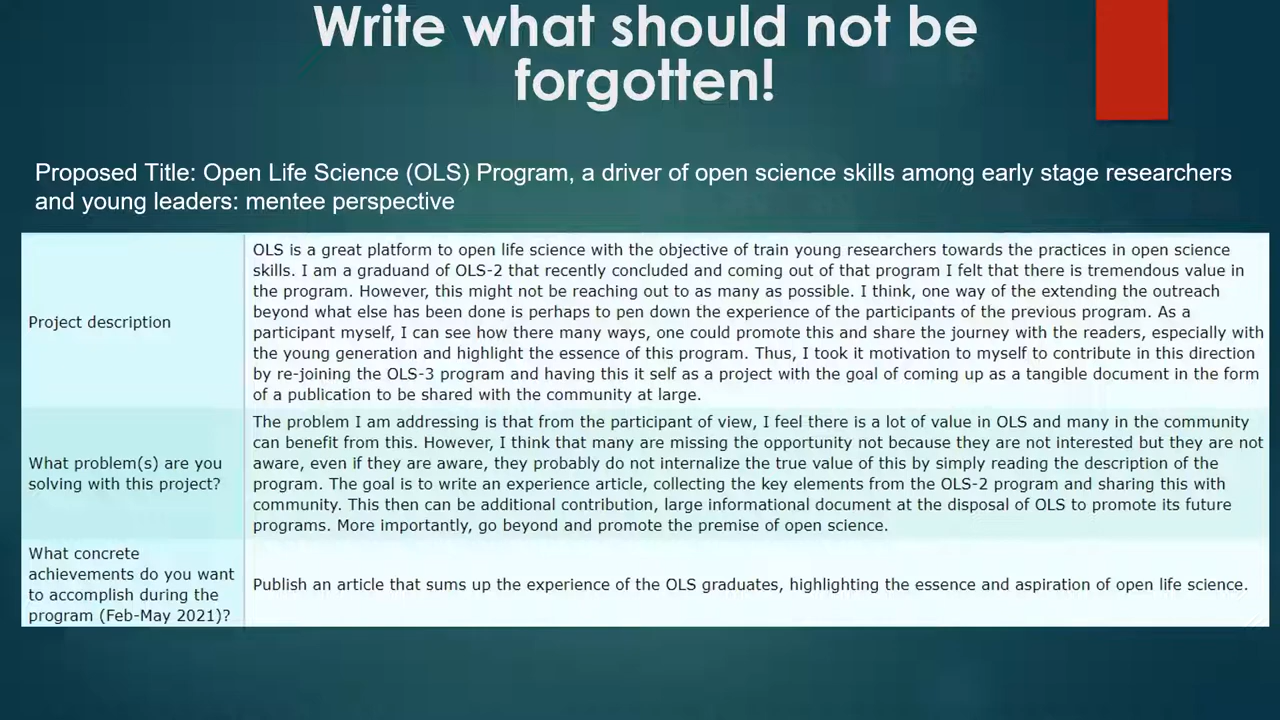 Write what should not be
forgotten!
Proposed Title: Open Life Science (OLS) Program, a driver of open science skills among early stage researchers
and young leaders: mentee perspective
Project description
OLS is a great platform to open life science with the objective of train young researchers towards the practices in open science
skills. I am a graduand of OLS-2 that recently concluded and coming out of that program I felt that there is tremendous value in
the program. However, this might not be reaching out to as many as possible. I think, one way of the extending the outreach
beyond what else has been done is perhaps to pen down the experience of the participants of the previous program. As a
participant myself, I can see how there many ways, one could promote this and share the journey with the readers, especially with
the young generation and highlight the essence of this program. Thus, I took it motivation to myself to contribute in this direction
by re-joining the OLS-3 program and having this it self as a project with the goal of coming up as a tangible document in the form
of a publication to be shared with the community at large.
What problem(s) are you
solving with this project?
The problem I am addressing is that from the participant of view, I feel there is a lot of value in OLS and many in the community
can benefit from this. However, I think that many are missing the opportunity not because they are not interested but they are not
aware, even if they are aware, they probably do not internalize the true value of this by simply reading the description of the
program. The goal is to write an experience article, collecting the key elements from the OLS-2 program and sharing this with
community. This then can be additional contribution, large informational document at the disposal of OLS to promote its future
programs. More importantly, go beyond and promote the premise of open science.
What concrete
achievements do you want
to accomplish during the
program (Feb-May 2021)?
Publish an article that sums up the experience of the OLS graduates, highlighting the essence and aspiration of open life science.